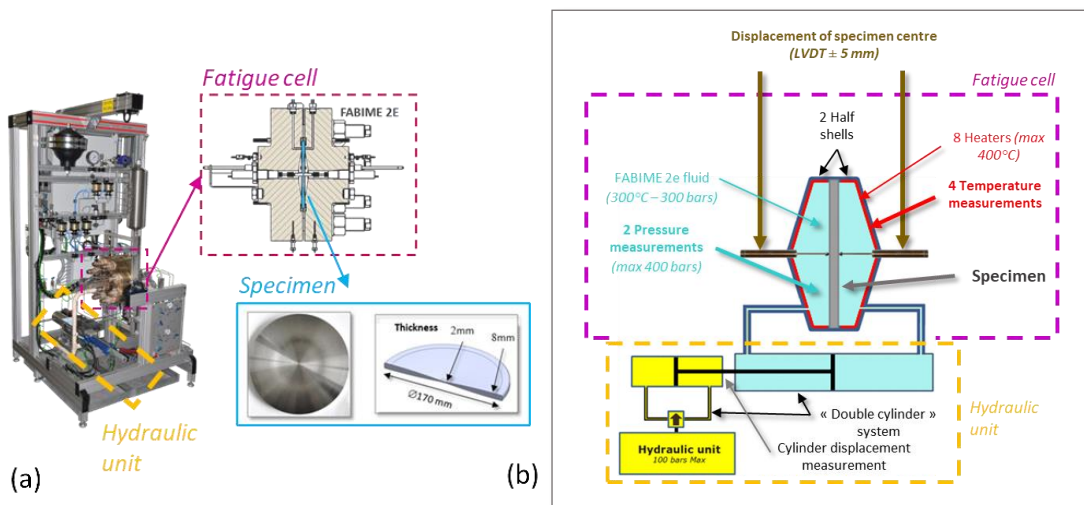 Fatigue cell
FABIME 2E
Specimen
Thickness
2mm
8mm
Ø170 mm
Hydraulic
unit
(a)
(b)
Displacement of specimen centre
(LVDT ± 5 mm)
Fatigue cell
2 Half
shells
8 Heaters (max
400°C)
FABIME 2e fluid
(300°C – 300 bars)
4 Temperature
measurements
2 Pressure
measurements
(max 400 bars)
Specimen
« Double cylinder »
system
Hydraulic
unit
Cylinder displacement
measurement
Hydraulic unit
100 bars Max